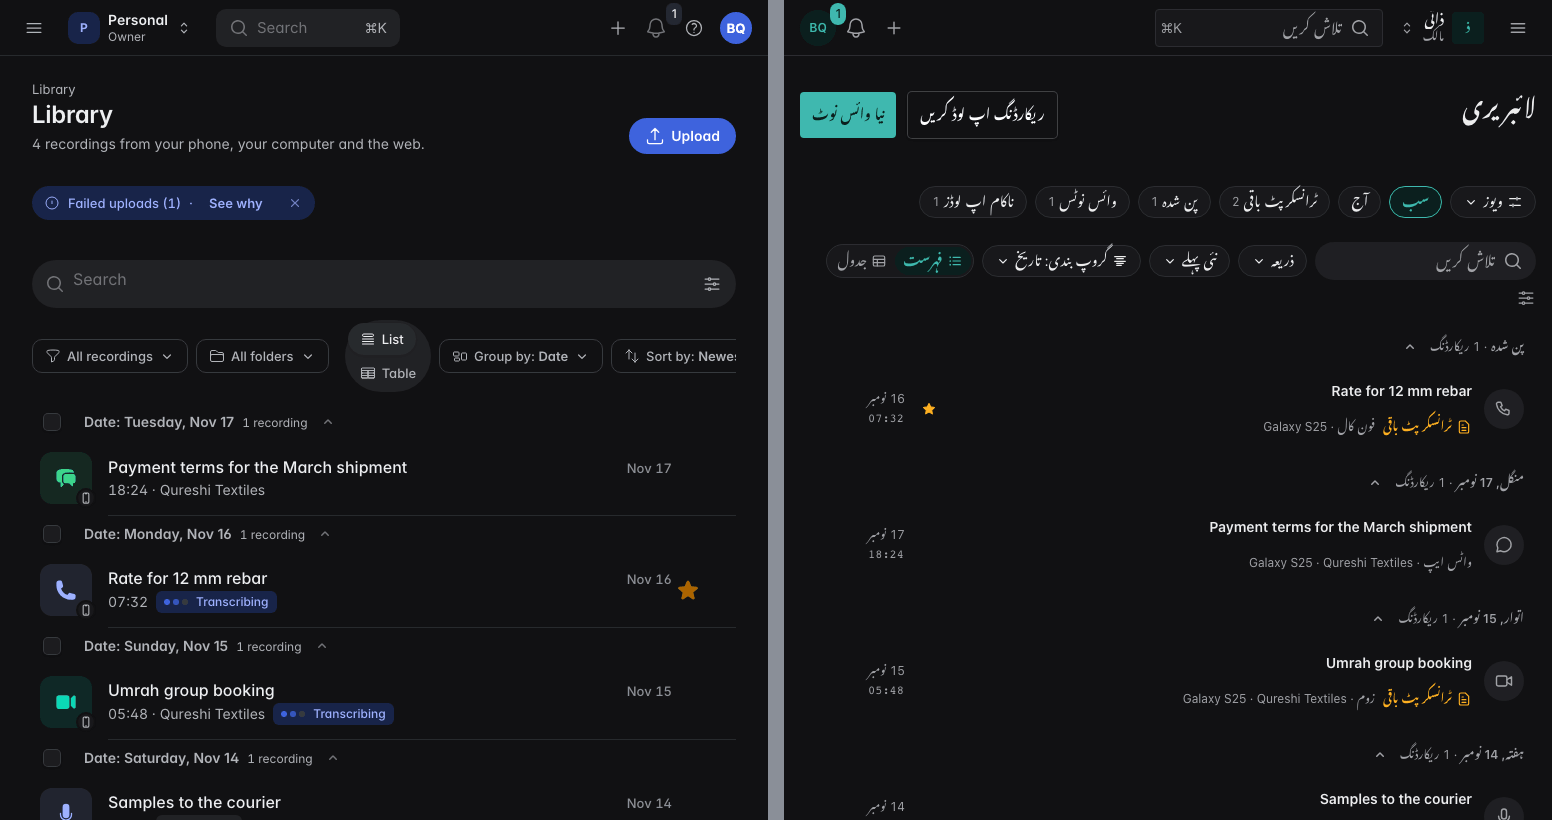 P Personal Owner
Search ⌘K
1
BQ
Library
Library
4 recordings from your phone, your computer and the web.
Upload
Failed uploads (1) · See why
Search
All recordings
All folders
List
Table
Group by: Date
Sort by: Newes
Date: Tuesday, Nov 17 1 recording
Payment terms for the March shipment Nov 17
18:24 · Qureshi Textiles
Date: Monday, Nov 16 1 recording
Rate for 12 mm rebar Nov 16
07:32 Transcribing
Date: Sunday, Nov 15 1 recording
Umrah group booking Nov 15
05:48 · Qureshi Textiles Transcribing
Date: Saturday, Nov 14 1 recording
Samples to the courier Nov 14
ذ ذاتی مالک
تلاش کریں ⌘K
1
BQ
لائبریری
ریکارڈنگ اپ لوڈ کریں
نیا وائس نوٹ
ویوز سب آج ٹرانسکرپٹ باقی 2 پن شدہ 1 وائس نوٹس 1 ناکام اپ لوڈز 1
تلاش کریں ذریعہ نئی پہلے گروپ بندی: تاریخ فہرست جدول
پن شدہ · 1 ریکارڈنگ
Rate for 12 mm rebar 16 نومبر
ٹرانسکرپٹ باقی فون کال · Galaxy S25 07:32
منگل, 17 نومبر · 1 ریکارڈنگ
Payment terms for the March shipment 17 نومبر
واٹس ایپ · Galaxy S25 · Qureshi Textiles 18:24
اتوار, 15 نومبر · 1 ریکارڈنگ
Umrah group booking 15 نومبر
ٹرانسکرپٹ باقی زوم · Galaxy S25 · Qureshi Textiles 05:48
ہفتہ, 14 نومبر · 1 ریکارڈنگ
Samples to the courier 14 نومبر